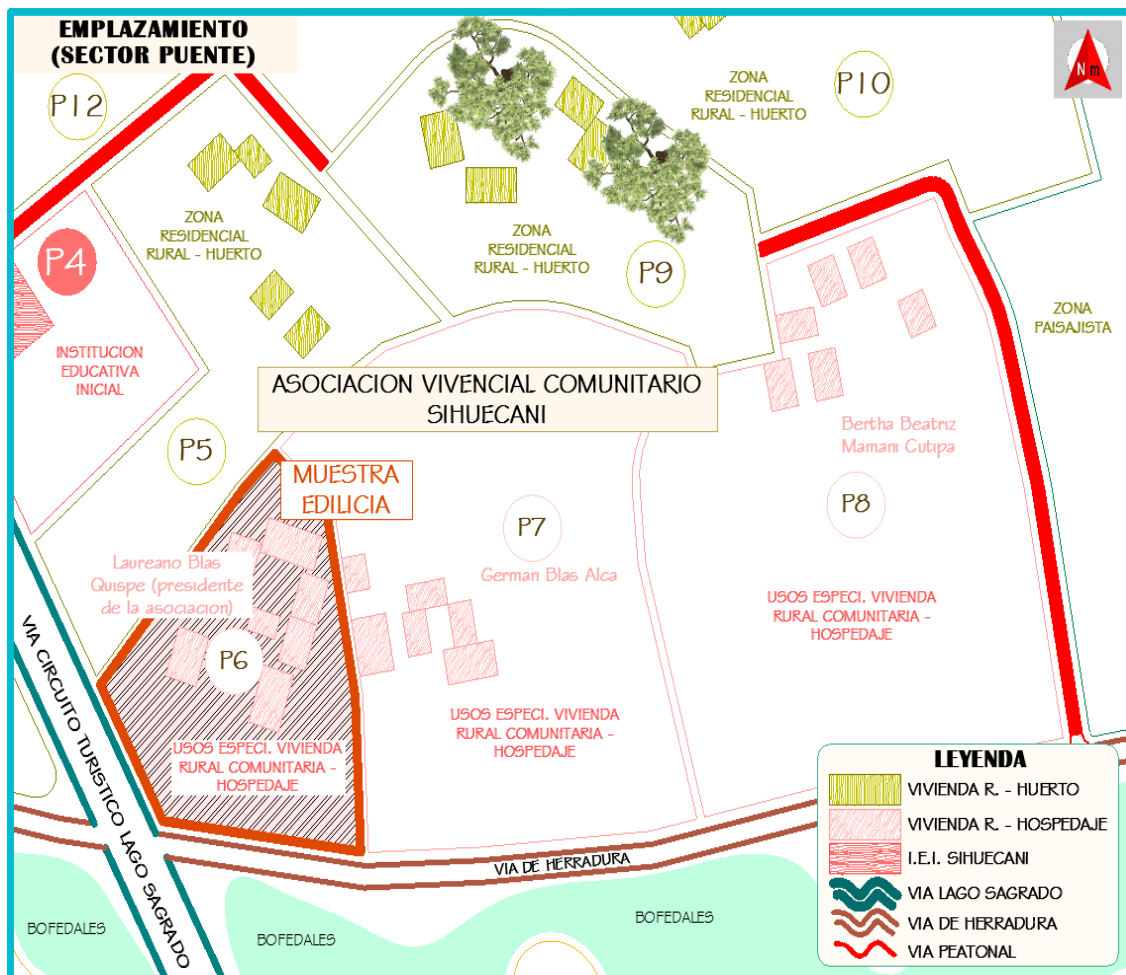 EMPLAZAMIENTO
(SECTOR PUENTE)
P12
P10
N m
ZONA
RESIDENCIAL
RURAL - HUERTO
ZONA
RESIDENCIAL
RURAL - HUERTO
ZONA
RESIDENCIAL
RURAL - HUERTO
P4
P9
ZONA
PAISAJISTA
INSTITUCION
EDUCATIVA
INICIAL
ASOCIACION VIVENCIAL COMUNITARIO
SIHUECANI
Bertha Beatriz
Mamani Cutipa
P5
MUESTRA
EDILICIA
P7
P8
Laureano Blas
Quispe (presidente
de la asociacion)
German Blas Alca
P6
USOS ESPECI. VIVIENDA
RURAL COMUNITARIA -
HOSPEDAJE
USOS ESPECI. VIVIENDA
RURAL COMUNITARIA -
HOSPEDAJE
USOS ESPECI. VIVIENDA
RURAL COMUNITARIA -
HOSPEDAJE
VIA CIRCUITO TURISTICO LAGO SAGRADO
VIA DE HERRADURA
BOFEDALES
BOFEDALES
BOFEDALES
LEYENDA
VIVIENDA R. - HUERTO
VIVIENDA R. - HOSPEDAJE
I.E.I. SIHUECANI
VIA LAGO SAGRADO
VIA DE HERRADURA
VIA PEATONAL